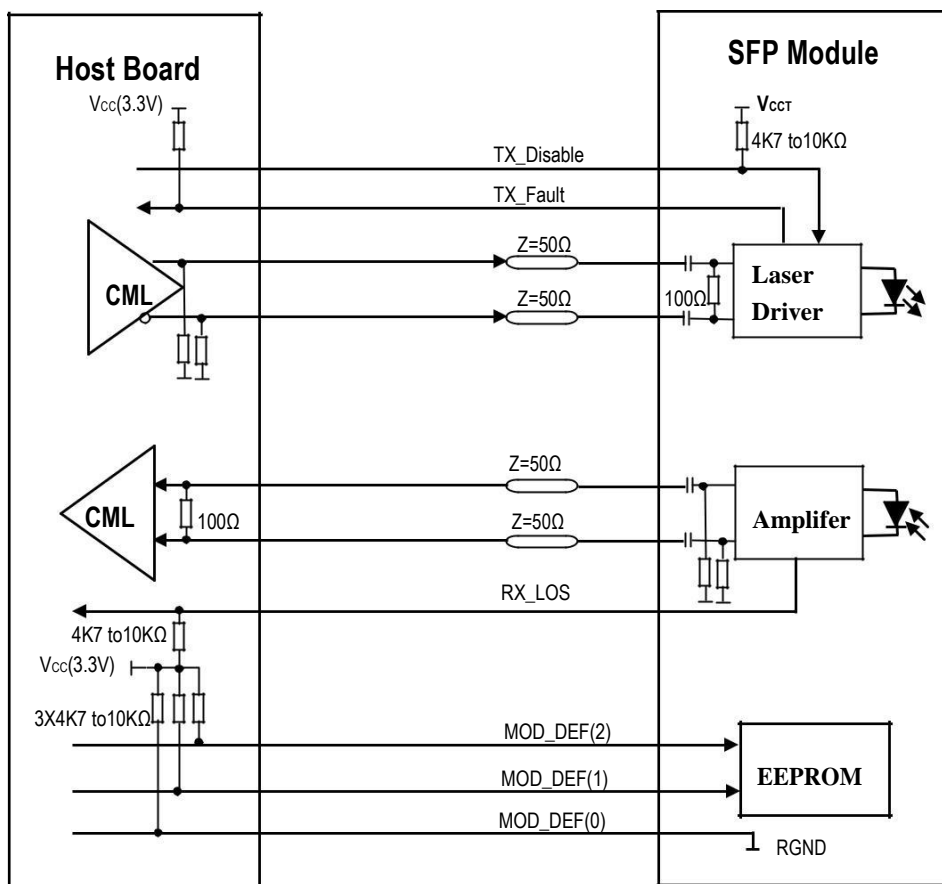 Host Board
SFP Module
Vcc(3.3V)
VCCT
4K7 to10KΩ
TX_Disable
TX_Fault
Z=50Ω
CML
Z=50Ω
100Ω
Laser
Driver
Z=50Ω
CML
100Ω
Z=50Ω
Amplifer
RX_LOS
4K7 to10KΩ
Vcc(3.3V)
3X4K7 to10KΩ
MOD_DEF(2)
MOD_DEF(1)
EEPROM
MOD_DEF(0)
RGND